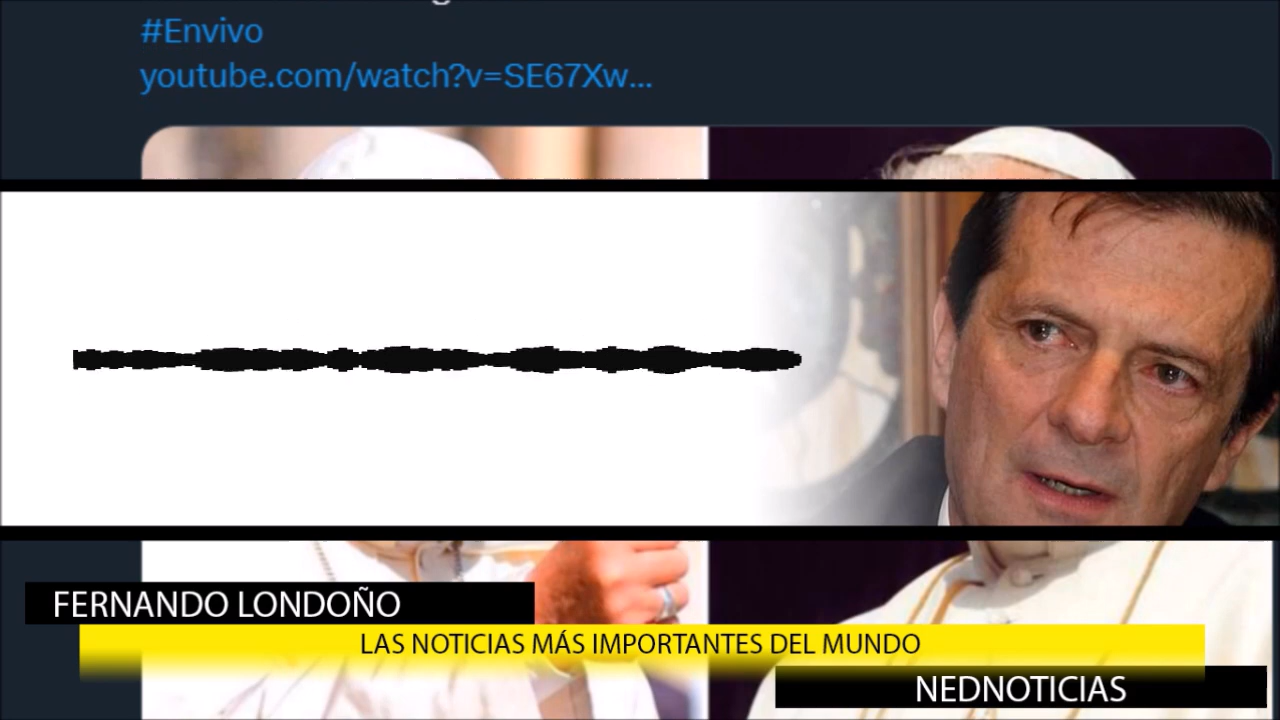 #Envivo
youtube.com/watch?v=SE67Xw...
FERNANDO LONDOÑO
LAS NOTICIAS MÁS IMPORTANTES DEL MUNDO
NEDNOTICIAS